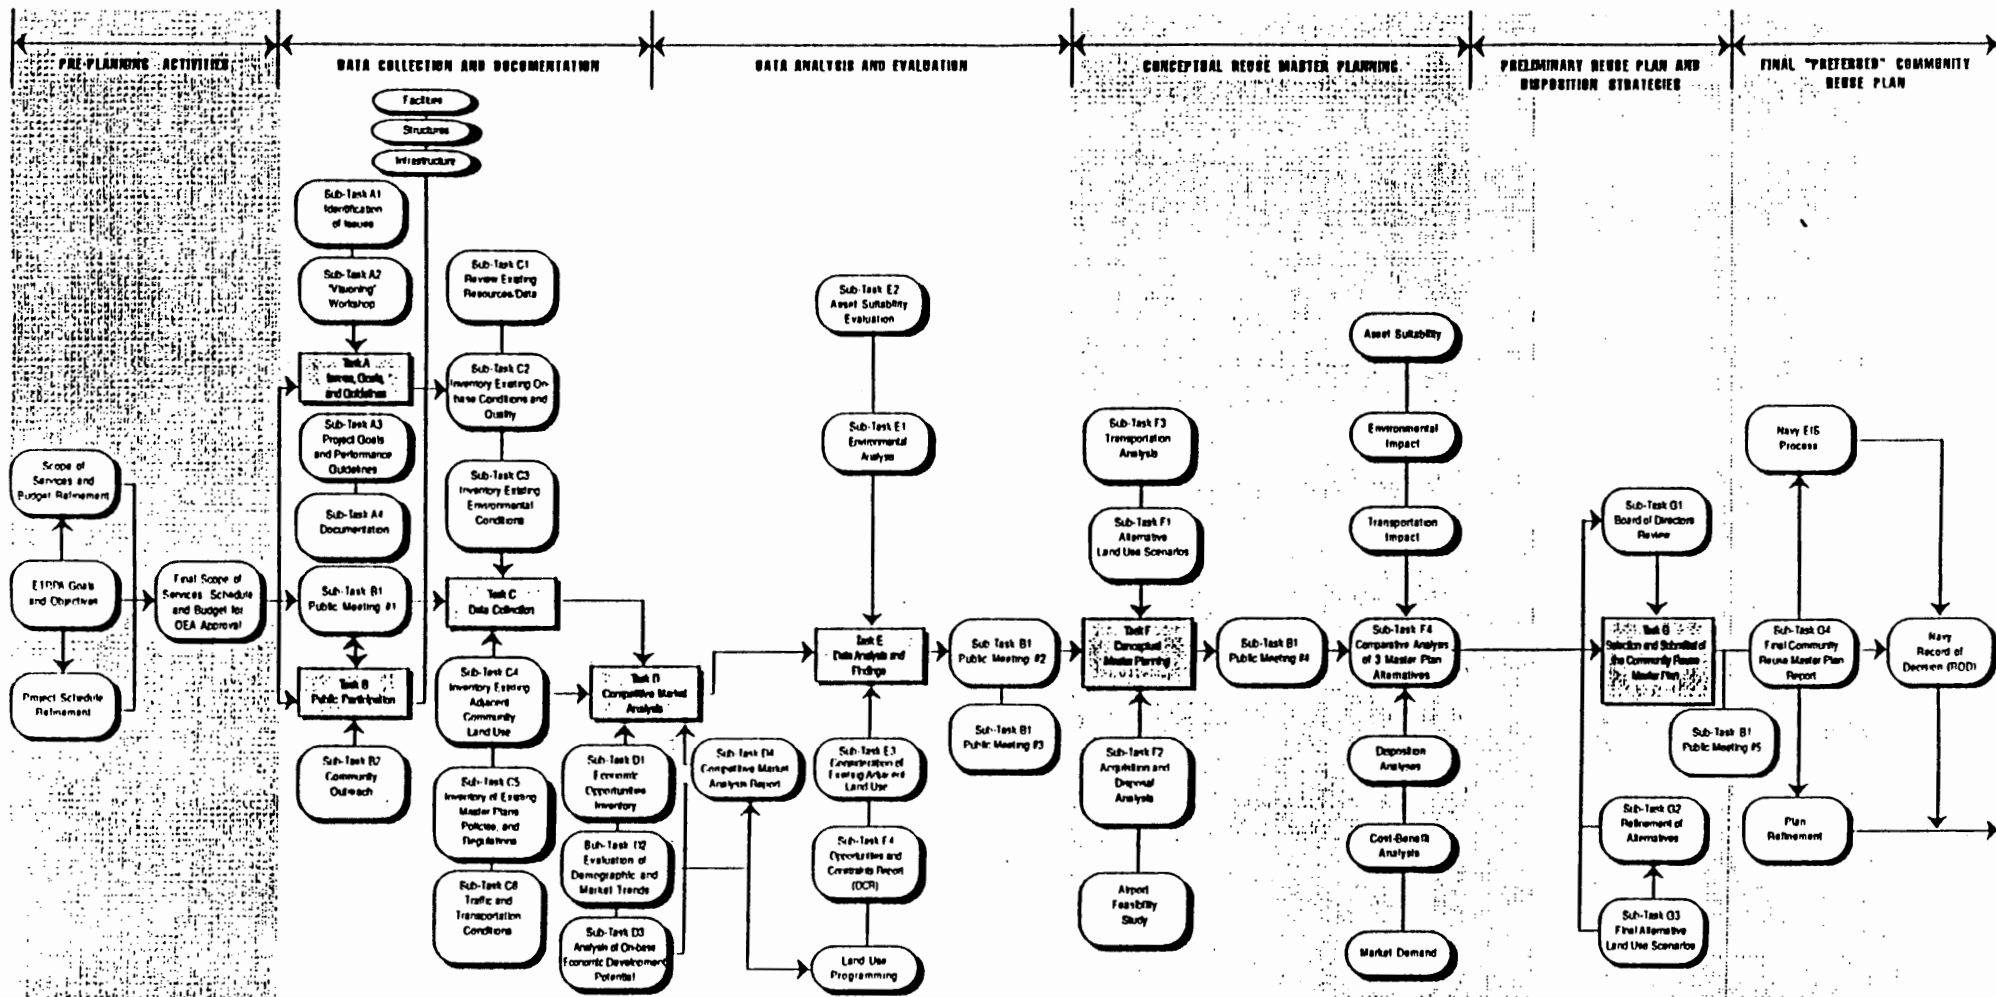 PRE-PLANNING ACTIVITIES
DATA COLLECTION AND DOCUMENTATION
DATA ANALYSIS AND EVALUATION
CONCEPTUAL REUSE MASTER PLANNING
PRELIMINARY REUSE PLAN AND
DISPOSITION STRATEGIES
FINAL "PREFERRED" COMMUNITY
REUSE PLAN
Facilities
Structures
Infrastructure
Scope of
Services and
Budget Refinement
ETRPA Goals
and Objectives
Project Schedule
Refinement
Final Scope of
Services Schedule
and Budget for
OEA Approval
Sub-Task A1
Identification
of Issues
Sub-Task A2
"Visioning"
Workshop
Task A
Issues, Goals,
and Guidelines
Sub-Task A3
Project Goals
and Performance
Guidelines
Sub-Task A4
Documentation
Sub-Task B1
Public Meeting #1
Task B
Public Participation
Sub-Task B2
Community
Outreach
Sub-Task C1
Review Existing
Resources/Data
Sub-Task C2
Inventory Existing On-
base Conditions and
Quality
Sub-Task C3
Inventory Existing
Environmental
Conditions
Task C
Data Collection
Sub-Task C4
Inventory Existing
Adjacent
Community
Land Use
Sub-Task C5
Inventory of Existing
Master Plans
Policies, and
Regulations
Sub-Task C6
Traffic and
Transportation
Conditions
Task D
Competitive Market
Analysis
Sub-Task D1
Economic
Opportunities
Inventory
Sub-Task D2
Evaluation of
Demographic and
Market Trends
Sub-Task D3
Analysis of On-base
Economic Development
Potential
Sub-Task D4
Competitive Market
Analysis Report
Sub-Task E2
Asset Suitability
Evaluation
Sub-Task E1
Environmental
Analysis
Task E
Data Analysis and
Findings
Sub-Task E3
Consideration of
Existing Adjacent
Land Use
Sub-Task E4
Opportunities and
Constraints Report
(OCR)
Land Use
Programming
Sub-Task B1
Public Meeting #2
Sub-Task B1
Public Meeting #3
Sub-Task F3
Transportation
Analysis
Sub-Task F1
Alternative
Land Use Scenarios
Task F
Conceptual
Master Planning
Sub-Task F2
Acquisition and
Disposal
Analysis
Airport
Feasibility
Study
Sub-Task B1
Public Meeting #4
Asset Suitability
Environmental
Impact
Transportation
Impact
Sub-Task F4
Comparative Analysis
of 3 Master Plan
Alternatives
Disposition
Analyses
Cost-Benefit
Analysis
Market Demand
Sub-Task G1
Board of Directors
Review
Task G
Selection and Submittal of
the Community Reuse
Master Plan
Sub-Task B1
Public Meeting #5
Sub-Task G2
Refinement of
Alternatives
Sub-Task G3
Final Alternative
Land Use Scenarios
Navy EIS
Process
Sub-Task G4
Final Community
Reuse Master Plan
Report
Plan
Refinement
Navy
Record of
Decision (ROD)